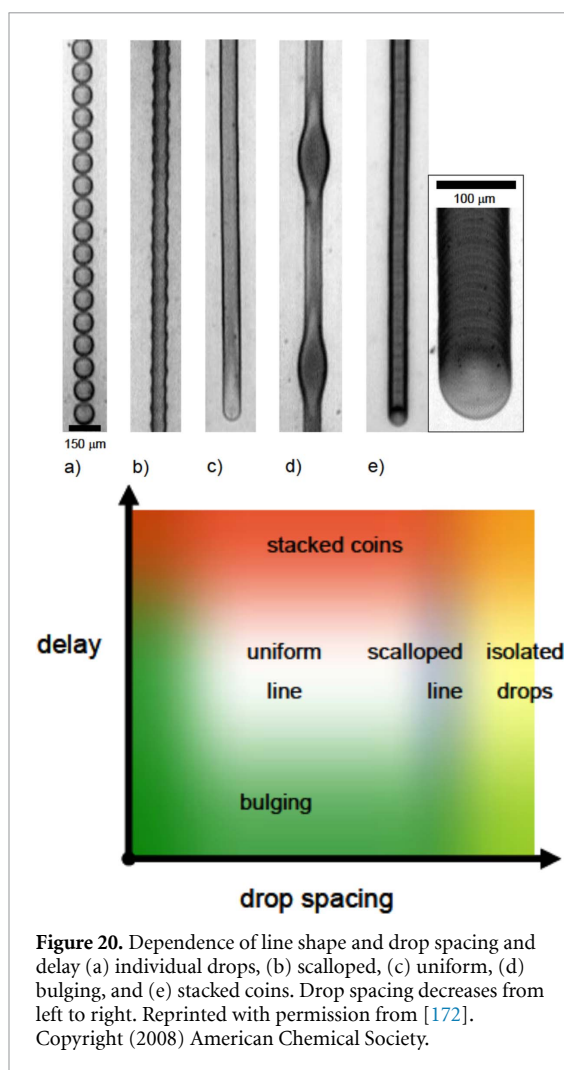 100 μm
150 μm
a)
b)
c)
d)
e)
stacked coins
delay
uniform
scalloped
isolated
line
line
drops
bulging
drop spacing
Figure 20. Dependence of line shape and drop spacing and
delay (a) individual drops, (b) scalloped, (c) uniform, (d)
bulging, and (e) stacked coins. Drop spacing decreases from
left to right. Reprinted with permission from [172].
Copyright (2008) American Chemical Society.